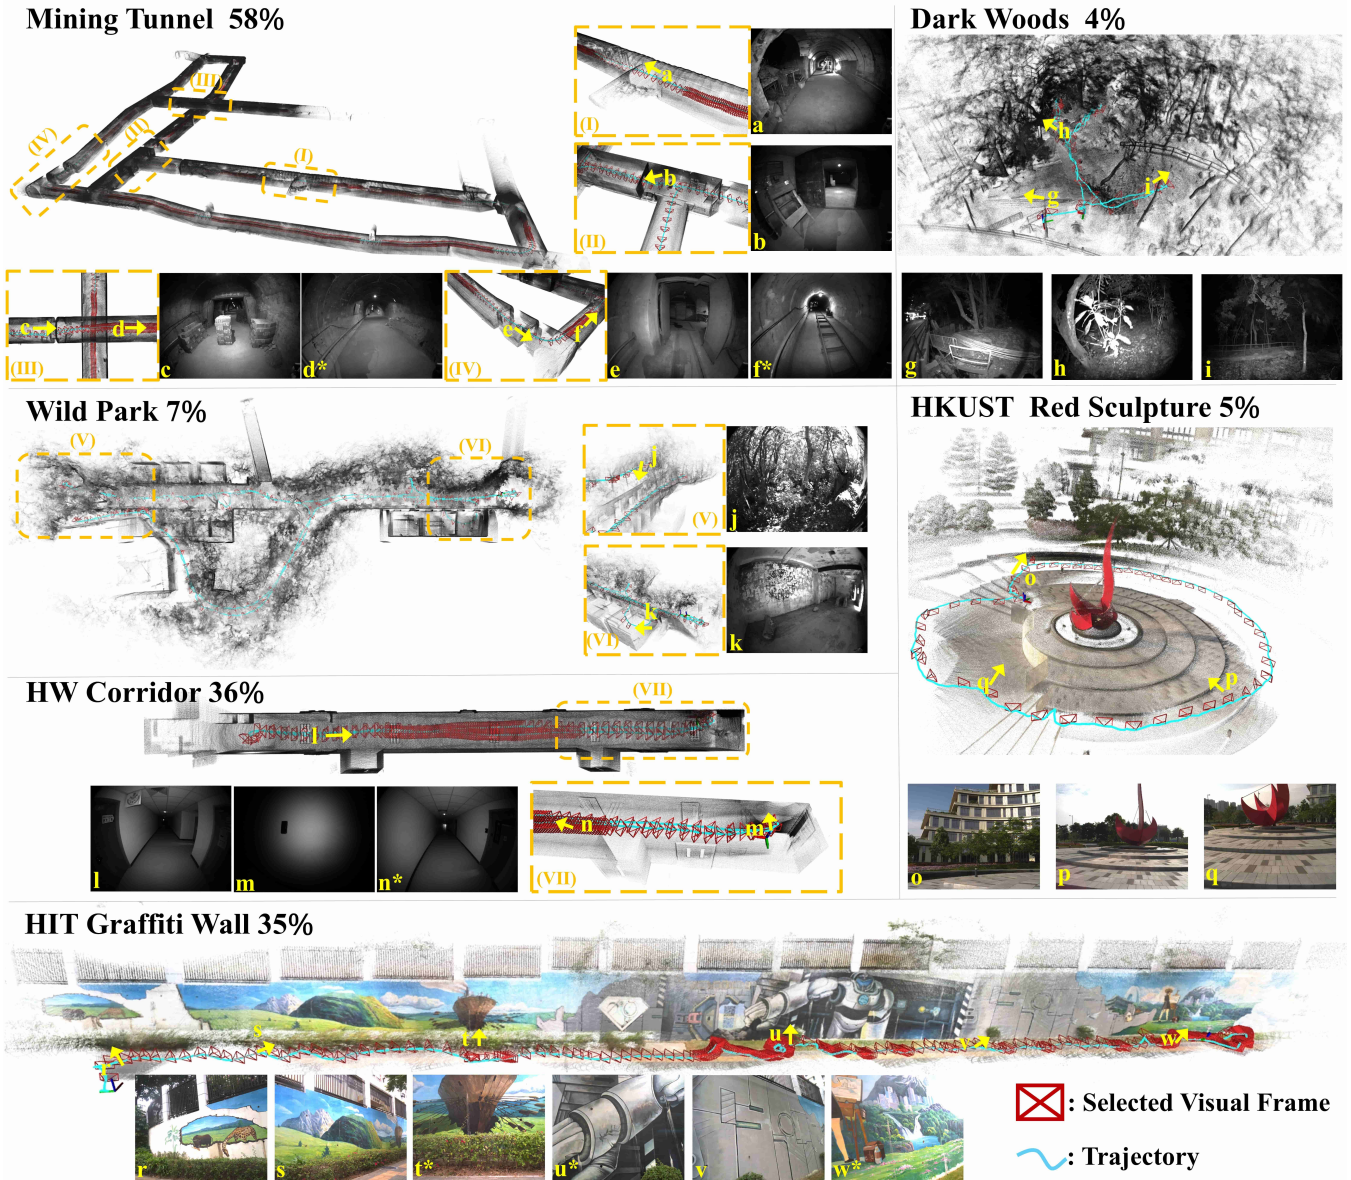 Mining Tunnel 58%
(III)
(IV)
(II)
(I)
a
(I)
a
b
(II)
b
c
d
(III)
c
d*
e
f
(IV)
e
f*
Dark Woods 4%
h
i
g
g
h
i
Wild Park 7%
(V)
(VI)
j
(V)
j
k
(VI)
k
HKUST Red Sculpture 5%
o
q
p
o
p
q
HW Corridor 36%
(VII)
l
l
m
n*
n
m
(VII)
HIT Graffiti Wall 35%
r
s
t
u
v
w
r
s
t*
u*
v
w*
: Selected Visual Frame
: Trajectory